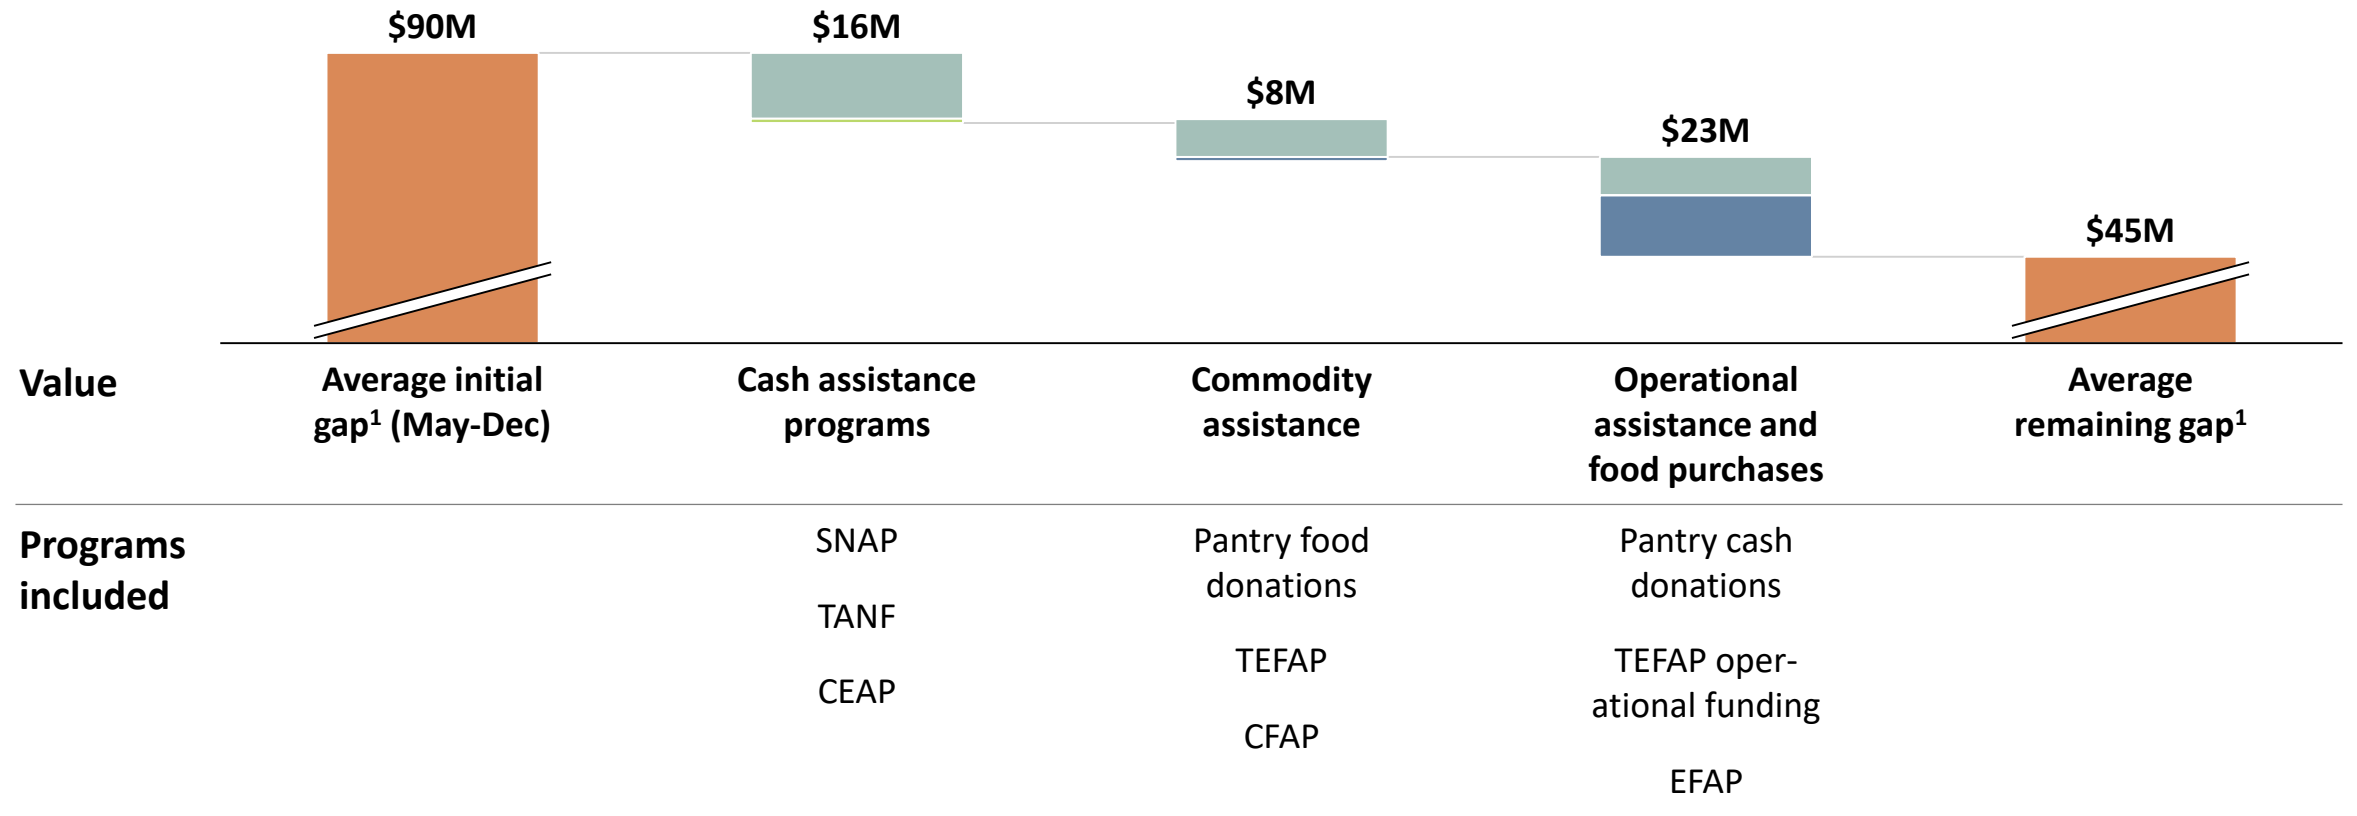 $90M
$16M
$8M
$23M
$45M
Value
Average initial
gap¹ (May-Dec)
Cash assistance
programs
Commodity
assistance
Operational
assistance and
food purchases
Average
remaining gap¹
Programs
included
SNAP
TANF
CEAP
Pantry food
donations
TEFAP
CFAP
Pantry cash
donations
TEFAP oper-
ational funding
EFAP